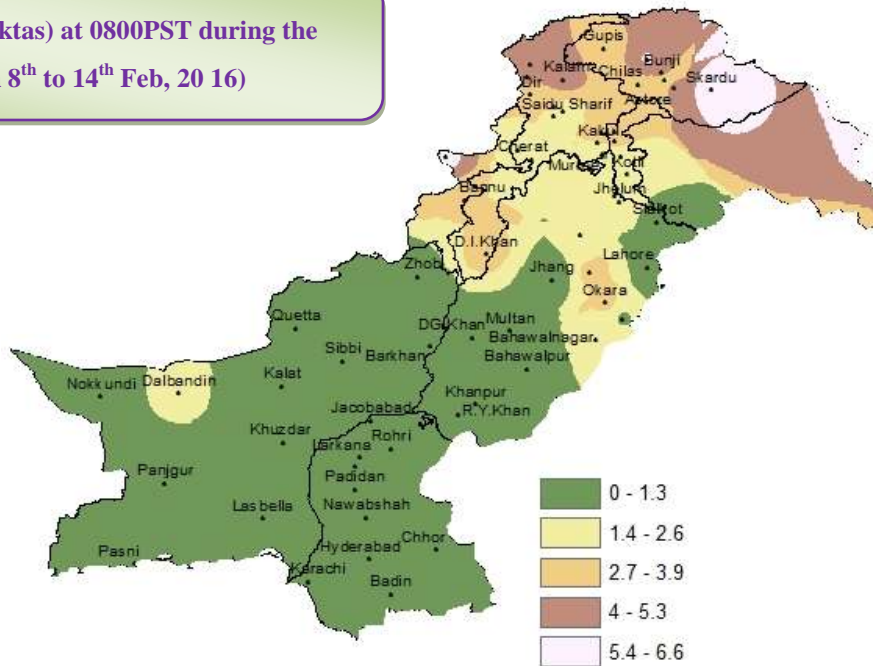 ktas) at 0800PST during the
8th to 14th Feb, 20 16)
Gupis
Kalam
Chilas
Bunji
Skardu
Dir
Astore
Saidu Sharif
Kakul
Cherat
Murree
Kotli
Bannu
Jhelum
Sialkot
D.I.Khan
Zhob
Jhang
Lahore
Okara
Quetta
DG Khan
Multan
Bahawalnagar
Sibbi
Barkhan
Bahawalpur
Nokkundi
Dalbandin
Kalat
Khanpur
Jacobabad
R.Y.Khan
Khuzdar
Rohri
Larkana
Panjgur
Padidan
Lasbella
Nawabshah
Chhor
Pasni
Hyderabad
Karachi
Badin
0 - 1.3
1.4 - 2.6
2.7 - 3.9
4 - 5.3
5.4 - 6.6